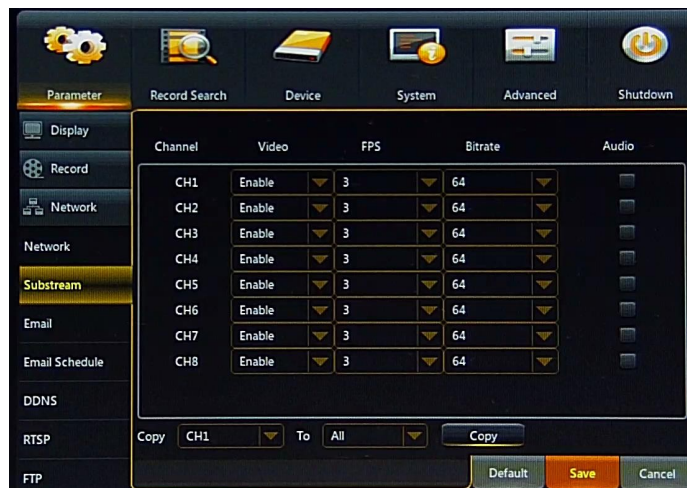 Parameter Record Search Device System Advanced Shutdown
Display
Record
Network
Network
Substream
Email
Email Schedule
DDNS
RTSP
FTP
Channel Video FPS Bitrate Audio
CH1 Enable 3 64
CH2 Enable 3 64
CH3 Enable 3 64
CH4 Enable 3 64
CH5 Enable 3 64
CH6 Enable 3 64
CH7 Enable 3 64
CH8 Enable 3 64
Copy CH1 To All Copy
Default Save Cancel